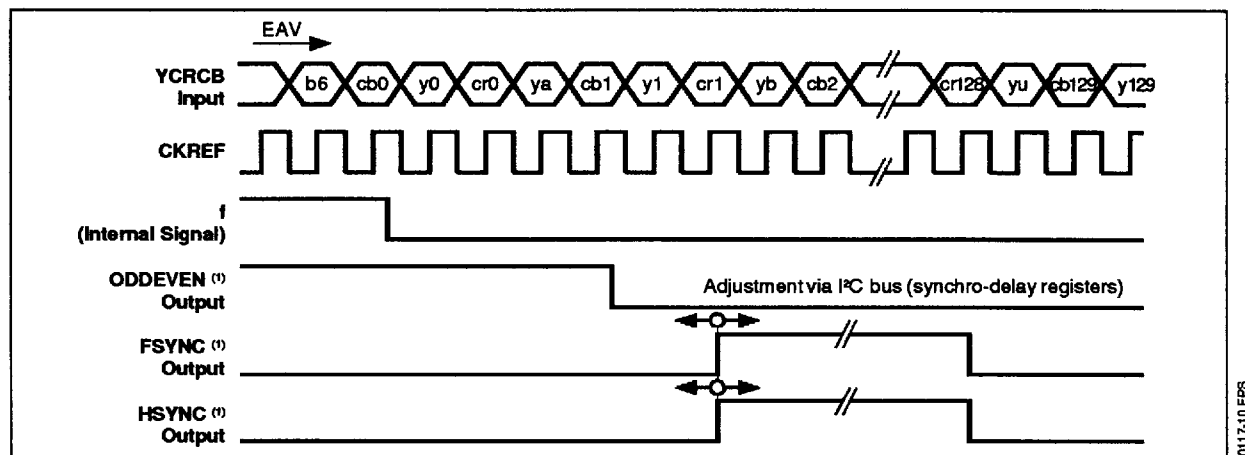 EAV
YCRCB
Input
b6 cb0 y0 cr0 ya cb1 y1 cr1 yb cb2 cr128 yu cb129 y129
CKREF
f
(Internal Signal)
ODDEVEN (1)
Output
Adjustment via I²C bus (synchro-delay registers)
FSYNC (1)
Output
HSYNC (1)
Output
0117-10.EPS